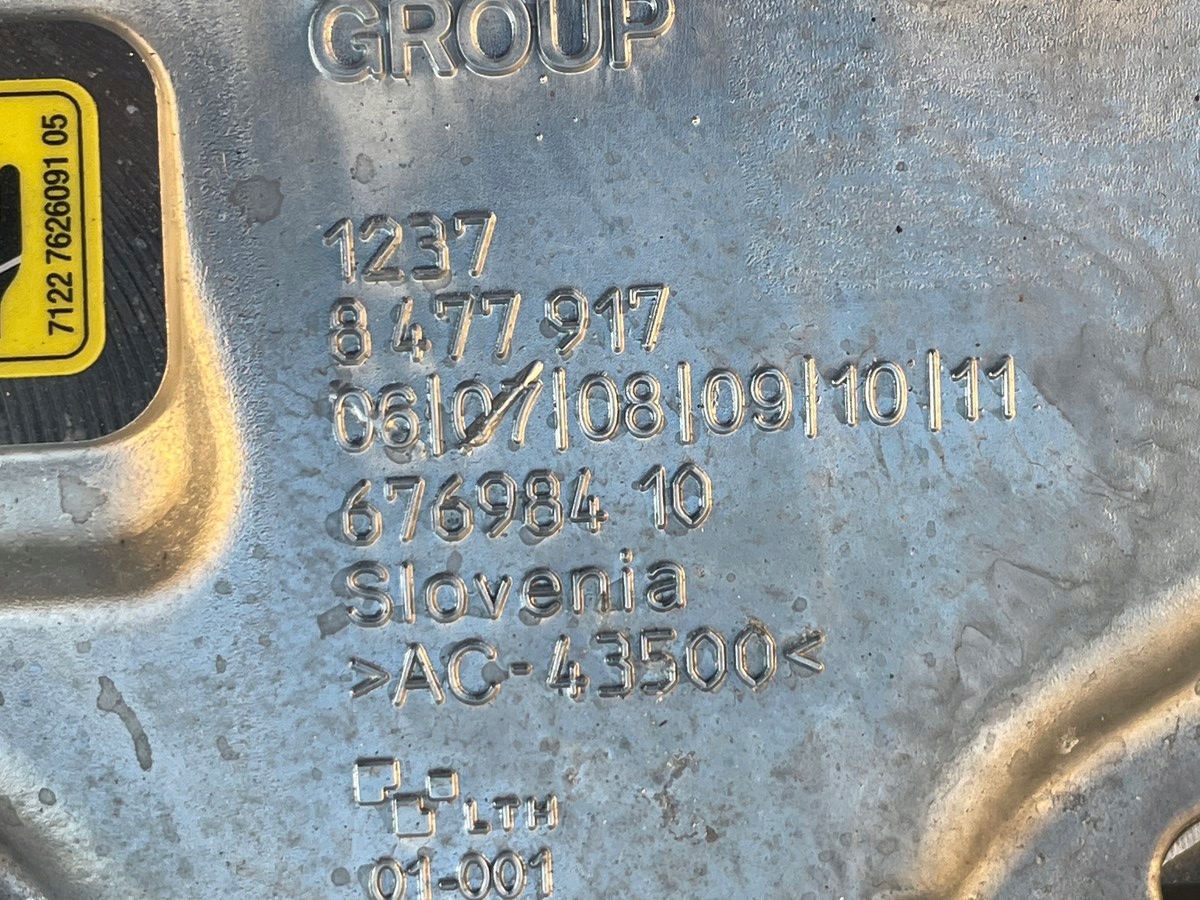 GROUP
7122 7626091 05
1237
8 477 917
06|07|08|09|10|11
676984 10
Slovenia
>AC-43500<
LTH
01-001